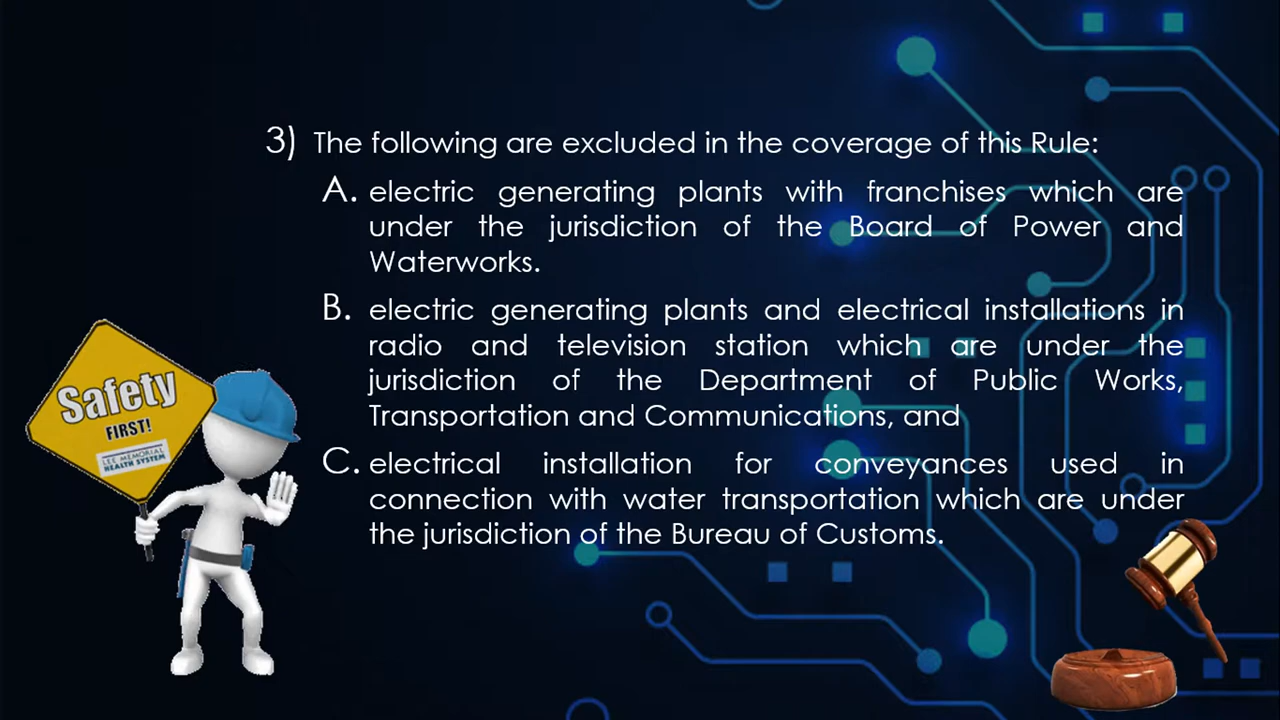 3) The following are excluded in the coverage of this Rule:
A. electric generating plants with franchises which are
under the jurisdiction of the Board of Power and
Waterworks.
B. electric generating plants and electrical installations in
radio and television station which are under the
jurisdiction of the Department of Public Works,
Transportation and Communications, and
C. electrical installation for conveyances used in
connection with water transportation which are under
the jurisdiction of the Bureau of Customs.
Safety
FIRST!
LEE MEMORIAL
HEALTH SYSTEM